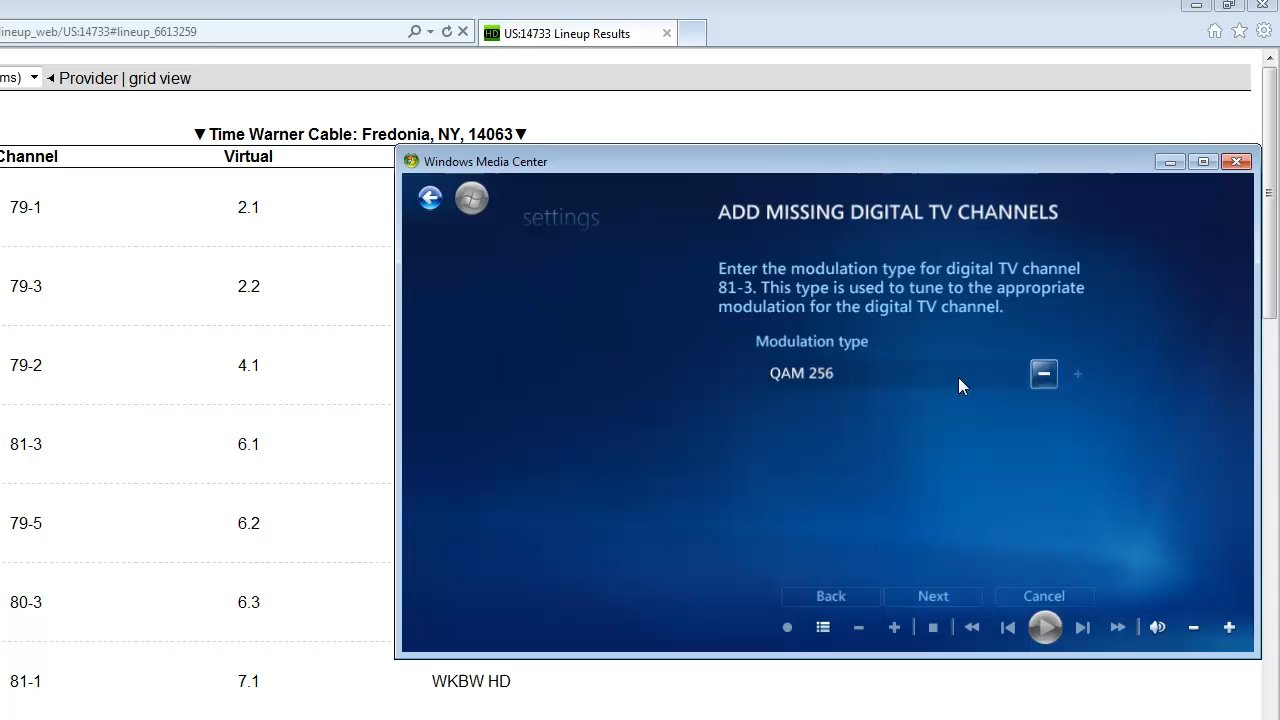 lineup_web/US:14733#lineup_6613259
HD US:14733 Lineup Results
ms) Provider | grid view
▼Time Warner Cable: Fredonia, NY, 14063▼
Channel Virtual
79-1 2.1
79-3 2.2
79-2 4.1
81-3 6.1
79-5 6.2
80-3 6.3
81-1 7.1 WKBW HD
Windows Media Center
settings
ADD MISSING DIGITAL TV CHANNELS
Enter the modulation type for digital TV channel
81-3. This type is used to tune to the appropriate
modulation for the digital TV channel.
Modulation type
QAM 256
Back Next Cancel